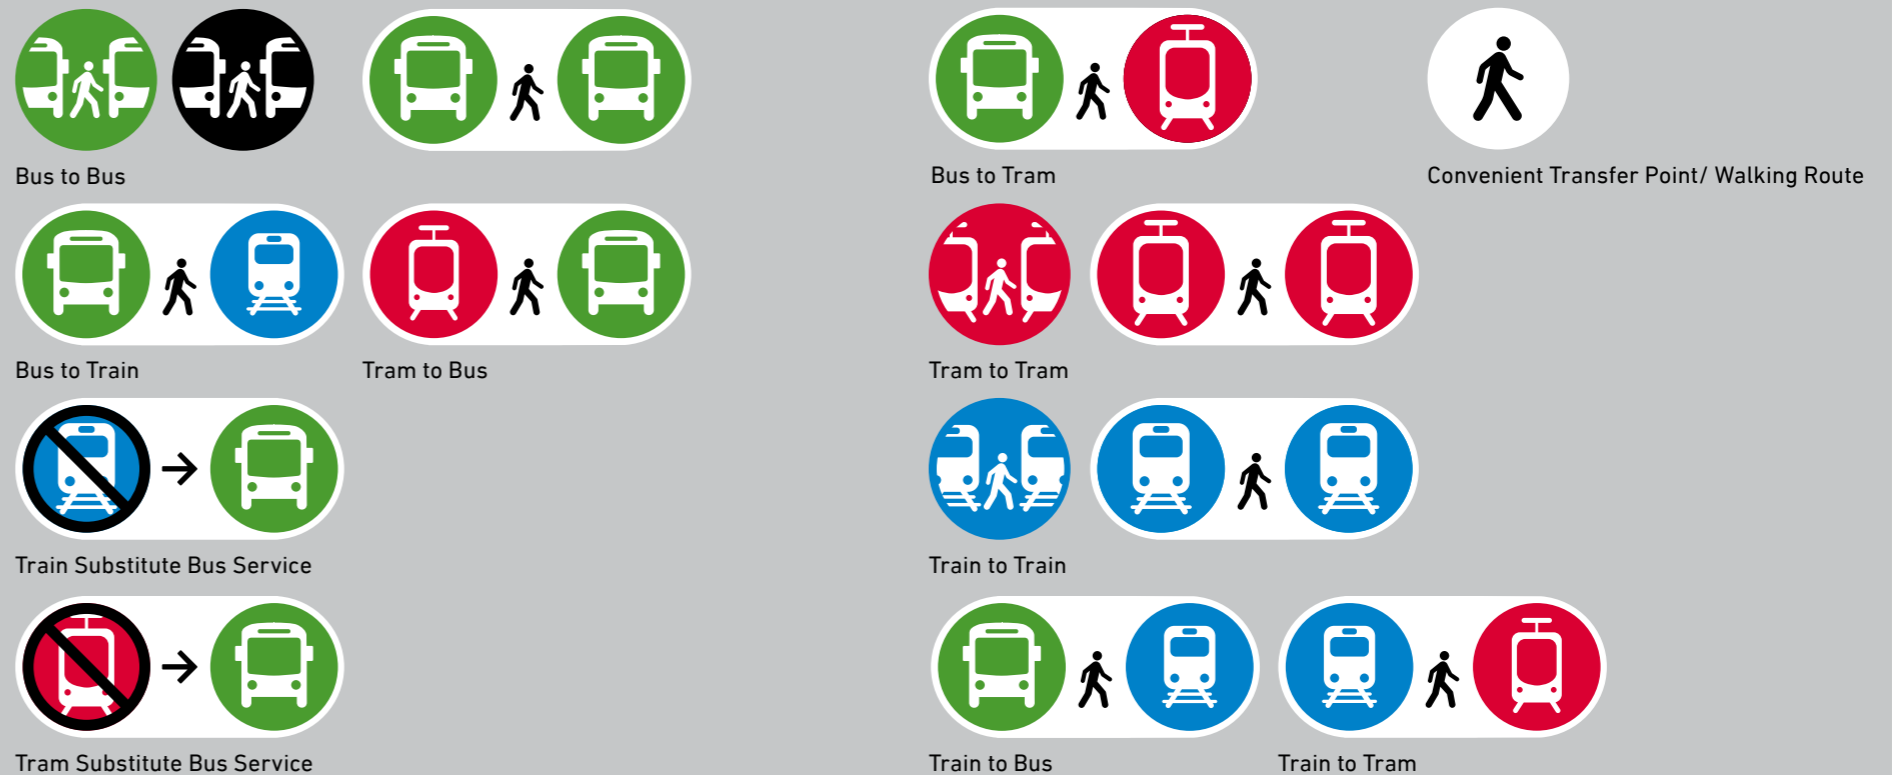 Bus to Bus
Bus to Tram
Convenient Transfer Point/ Walking Route
Bus to Train
Tram to Bus
Tram to Tram
Train Substitute Bus Service
Train to Train
Tram Substitute Bus Service
Train to Bus
Train to Tram